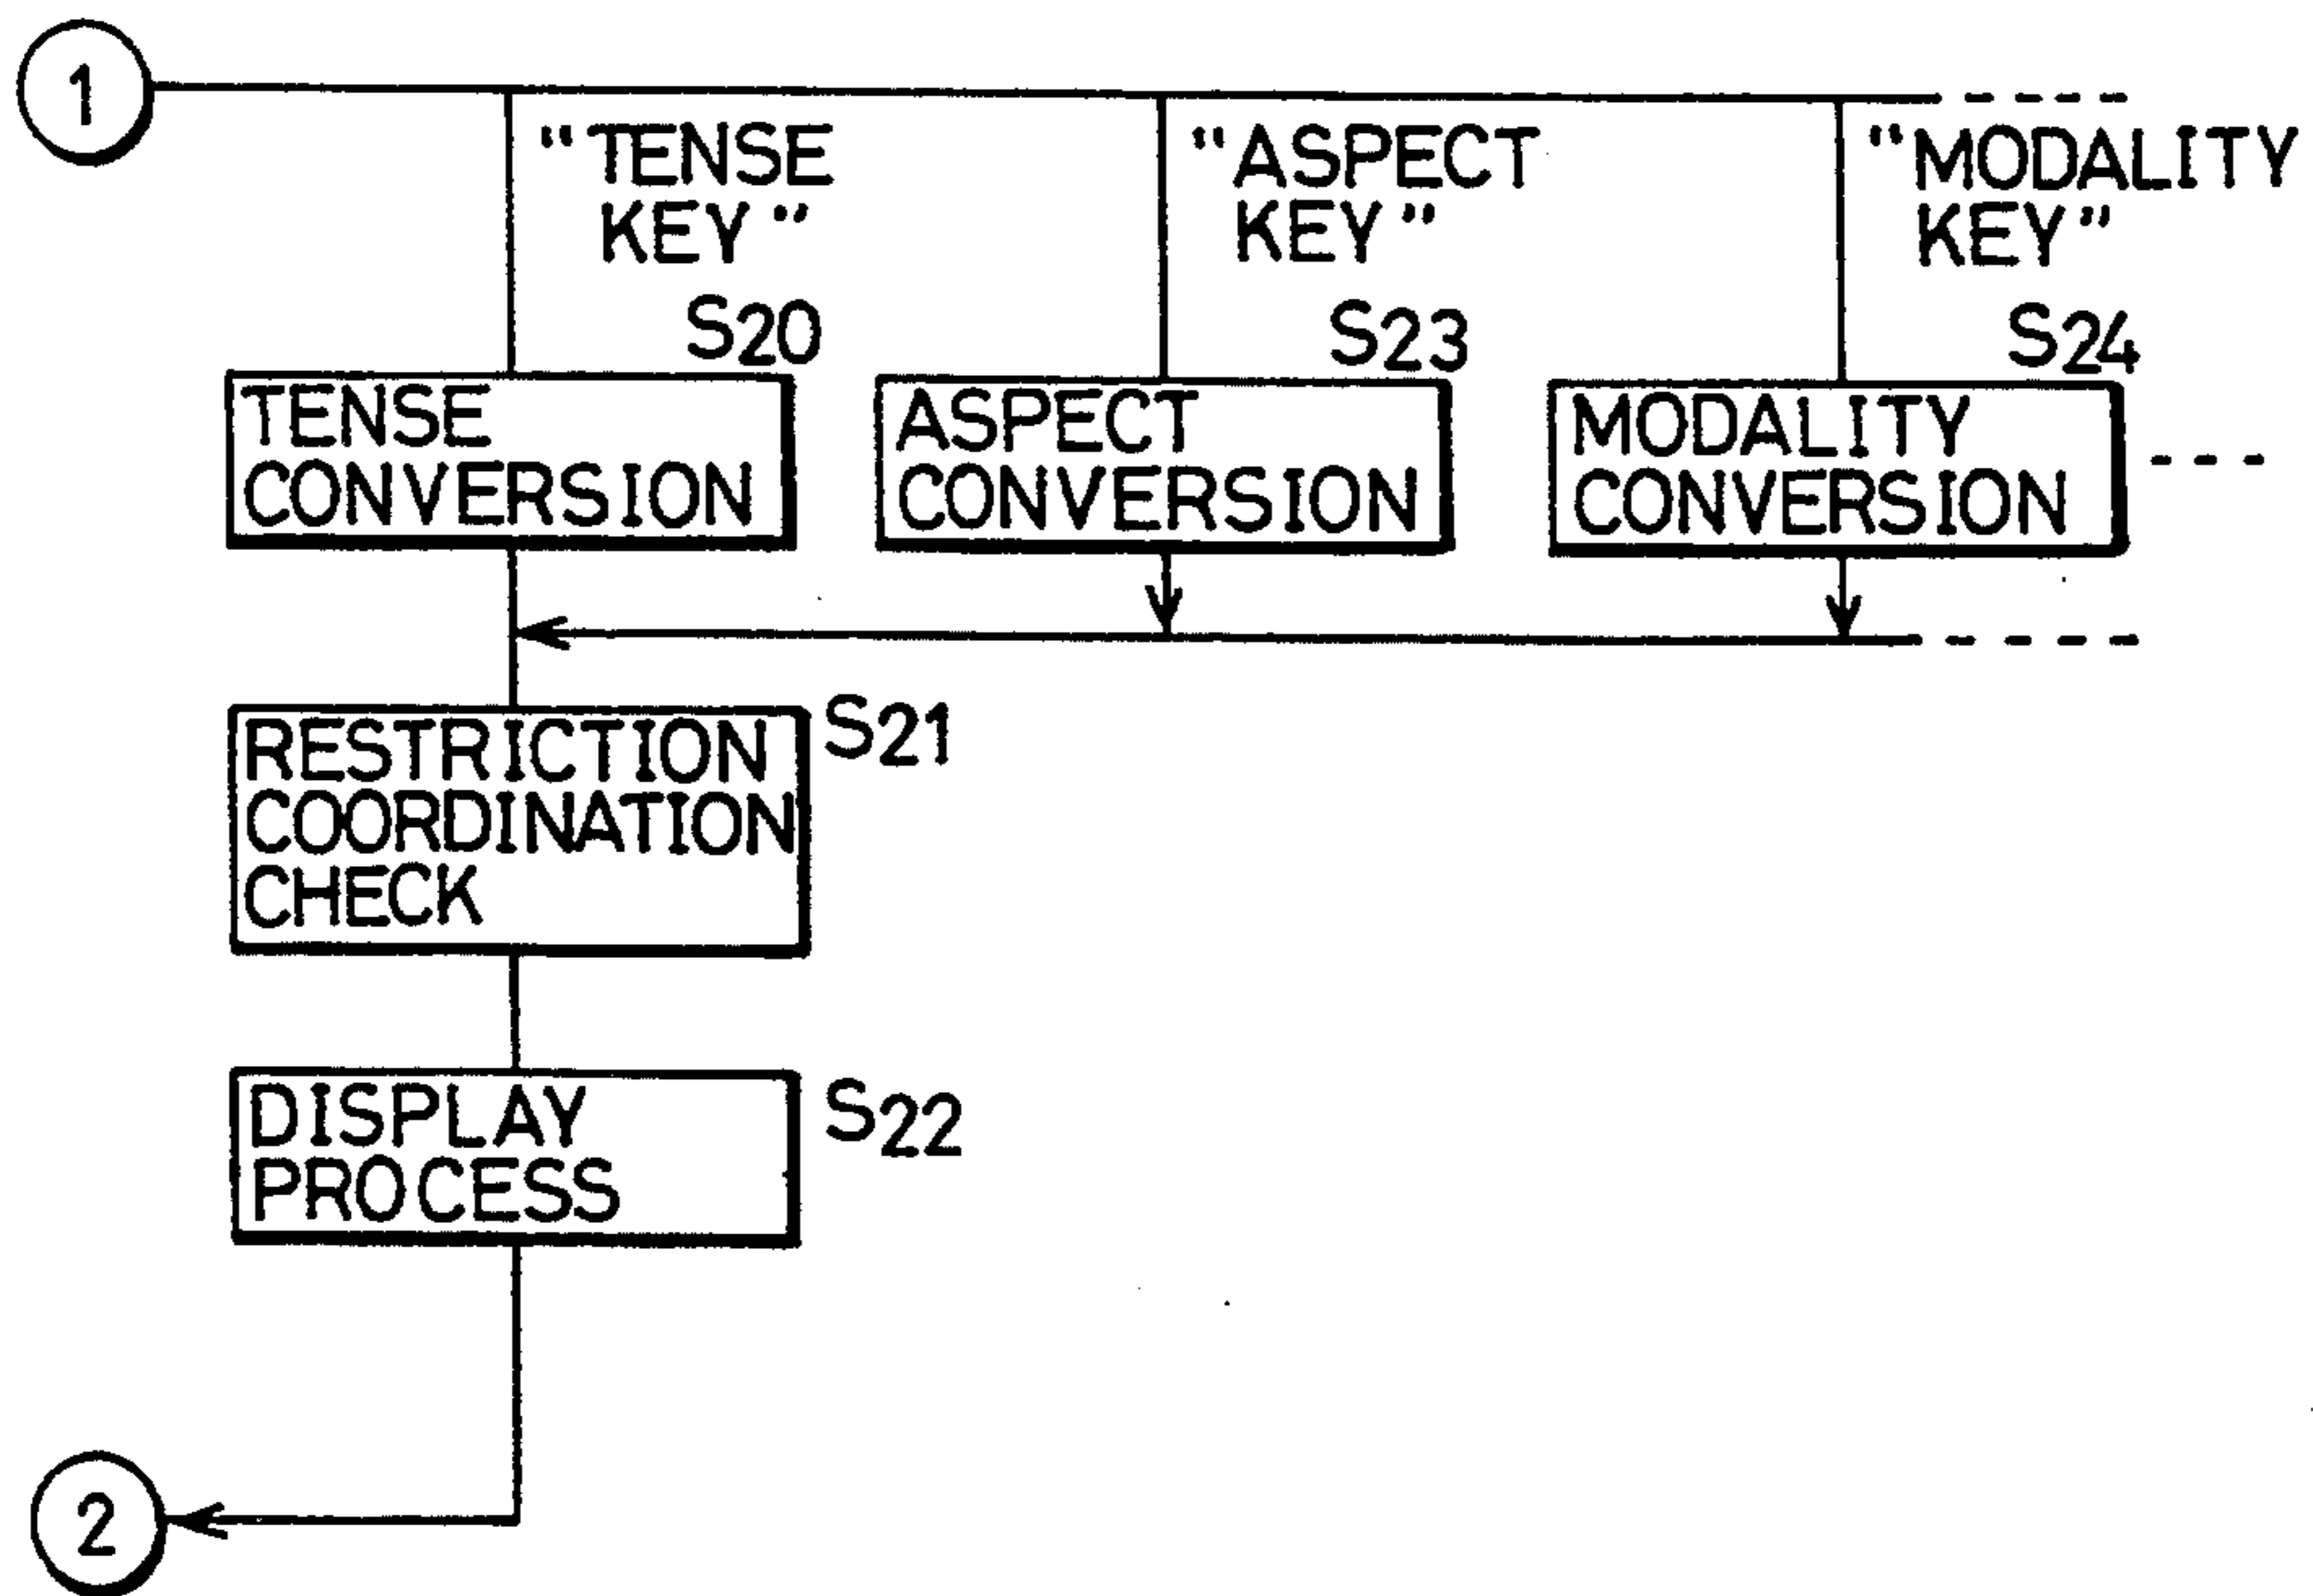 1
"TENSE
KEY"
"ASPECT
KEY"
"MODALITY
KEY"
S20
S23
S24
TENSE
CONVERSION
ASPECT
CONVERSION
MODALITY
CONVERSION
RESTRICTION
COORDINATION
CHECK
S21
DISPLAY
PROCESS
S22
2